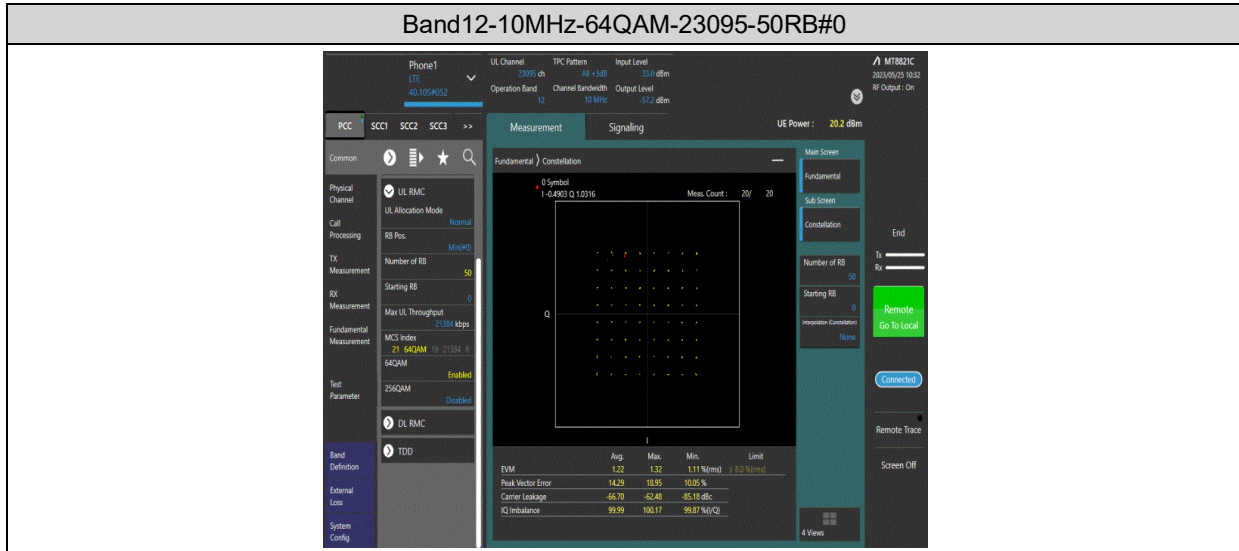 Band12-10MHz-64QAM-23095-50RB#0
Phone1
LTE
40.10S#052
UL Channel TPC Pattern Input Level
23095 ch All +3dB 33.0 dBm
Operation Band Channel Bandwidth Output Level
12 10 MHz -57.2 dBm
MT8821C
2023/05/25 10:32
RF Output : On
PCC SCC1 SCC2 SCC3 >>
Measurement Signaling
UE Power : 20.2 dBm
Common
Physical
Channel
Call
Processing
TX
Measurement
RX
Measurement
Fundamental
Measurement
Test
Parameter
Band
Definition
External
Loss
System
Config
UL RMC
UL Allocation Mode
Normal
RB Pos.
Min(#0)
Number of RB
50
Starting RB
0
Max UL Throughput
21384 kbps
MCS Index
21 64QAM 19 21384 8
64QAM
Enabled
256QAM
Disabled
DL RMC
TDD
Fundamental Constellation
0 Symbol
I -0.4903 Q 1.0316 Meas. Count : 20/ 20
Q
I
Avg. Max. Min. Limit
EVM 1.22 1.32 1.11 %(rms) ≤ 8.0 %(rms)
Peak Vector Error 14.29 18.95 10.05 %
Carrier Leakage -66.70 -62.48 -85.18 dBc
IQ Imbalance 99.99 100.17 99.87 %(I/Q)
Main Screen
Fundamental
Sub Screen
Constellation
Number of RB
50
Starting RB
0
Interpolation (Constellation)
None
4 Views
End
Tx
Rx
Remote
Go To Local
Connected
Remote Trace
Screen Off